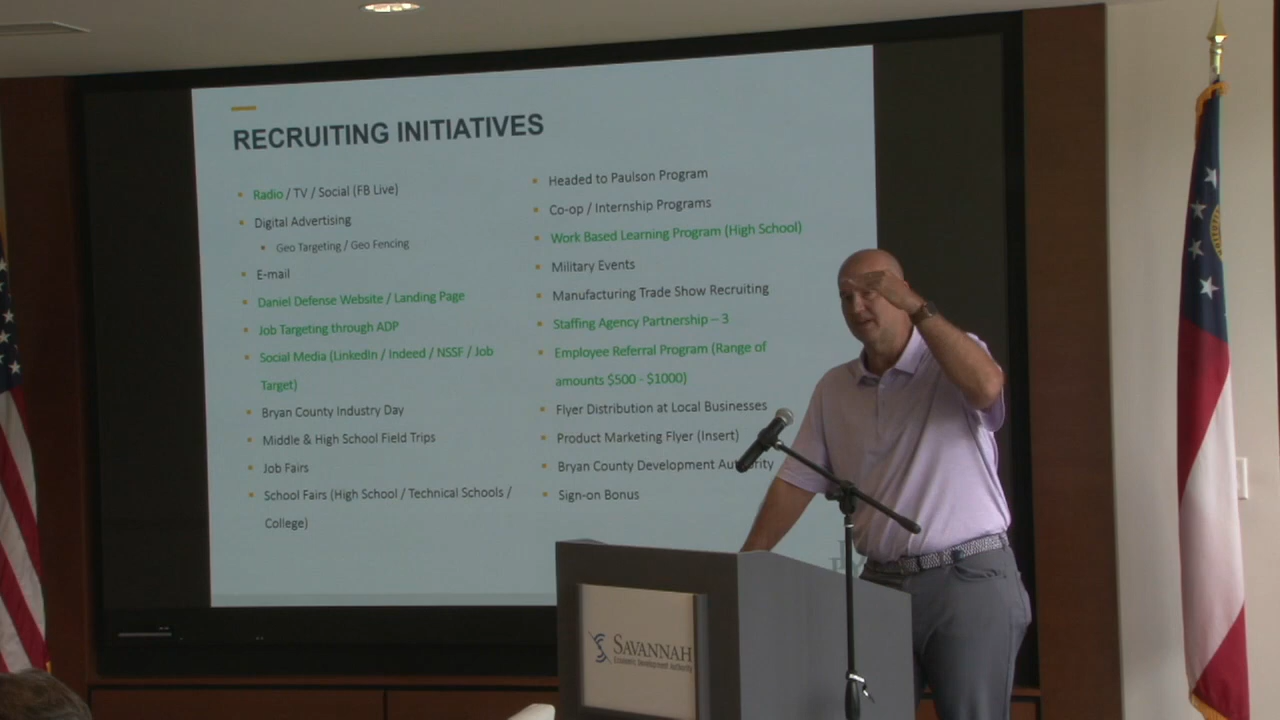 RECRUITING INITIATIVES
Radio / TV / Social (FB Live)
Digital Advertising
Geo Targeting / Geo Fencing
E-mail
Daniel Defense Website / Landing Page
Job Targeting through ADP
Social Media (LinkedIn / Indeed / NSSF / Job
Target)
Bryan County Industry Day
Middle & High School Field Trips
Job Fairs
School Fairs (High School / Technical Schools /
College)
Headed to Paulson Program
Co-op / Internship Programs
Work Based Learning Program (High School)
Military Events
Manufacturing Trade Show Recruiting
Staffing Agency Partnership – 3
Employee Referral Program (Range of
amounts $500 - $1000)
Flyer Distribution at Local Businesses
Product Marketing Flyer (Insert)
Bryan County Development Authority
Sign-on Bonus
SAVANNAH
Economic Development Authority